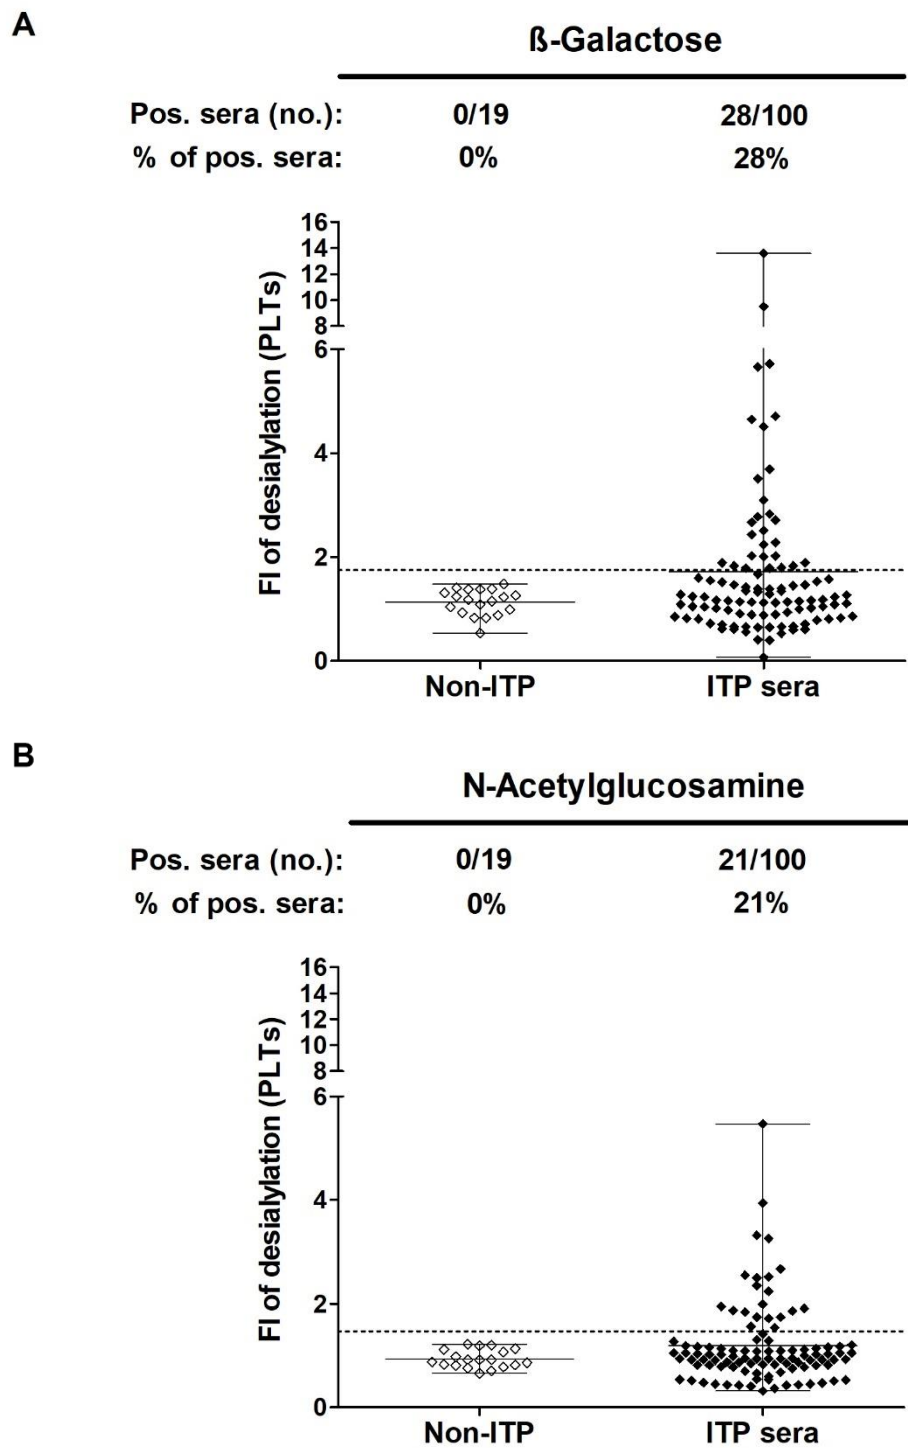 A
ß-Galactose
Pos. sera (no.): 0/19 28/100
% of pos. sera: 0% 28%
FI of desialylation (PLTs)
16
14
12
10
8
6
4
2
0
Non-ITP ITP sera
B
N-Acetylglucosamine
Pos. sera (no.): 0/19 21/100
% of pos. sera: 0% 21%
FI of desialylation (PLTs)
16
14
12
10
8
6
4
2
0
Non-ITP ITP sera